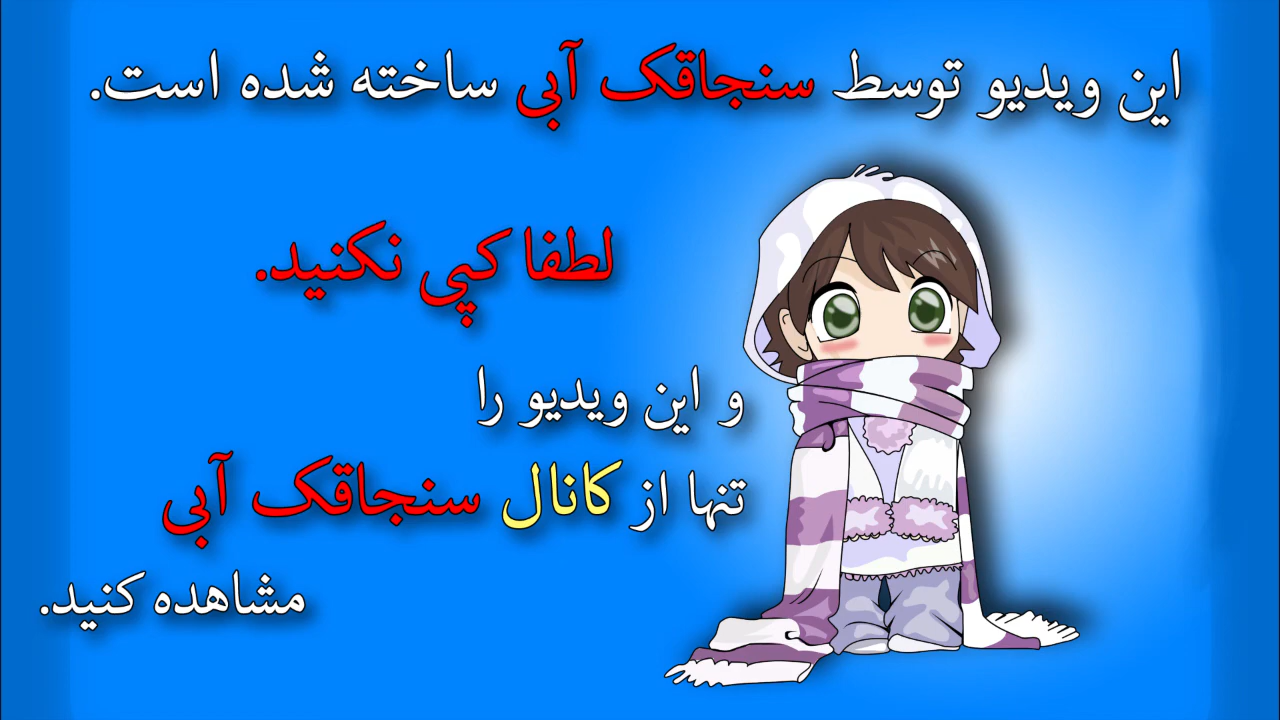 این ویدیو توسط سنجاقک آبی ساخته شده است.
لطفا کپی نکنید.
و این ویدیو را
تنها از کانال سنجاقک آبی
مشاهده کنید.